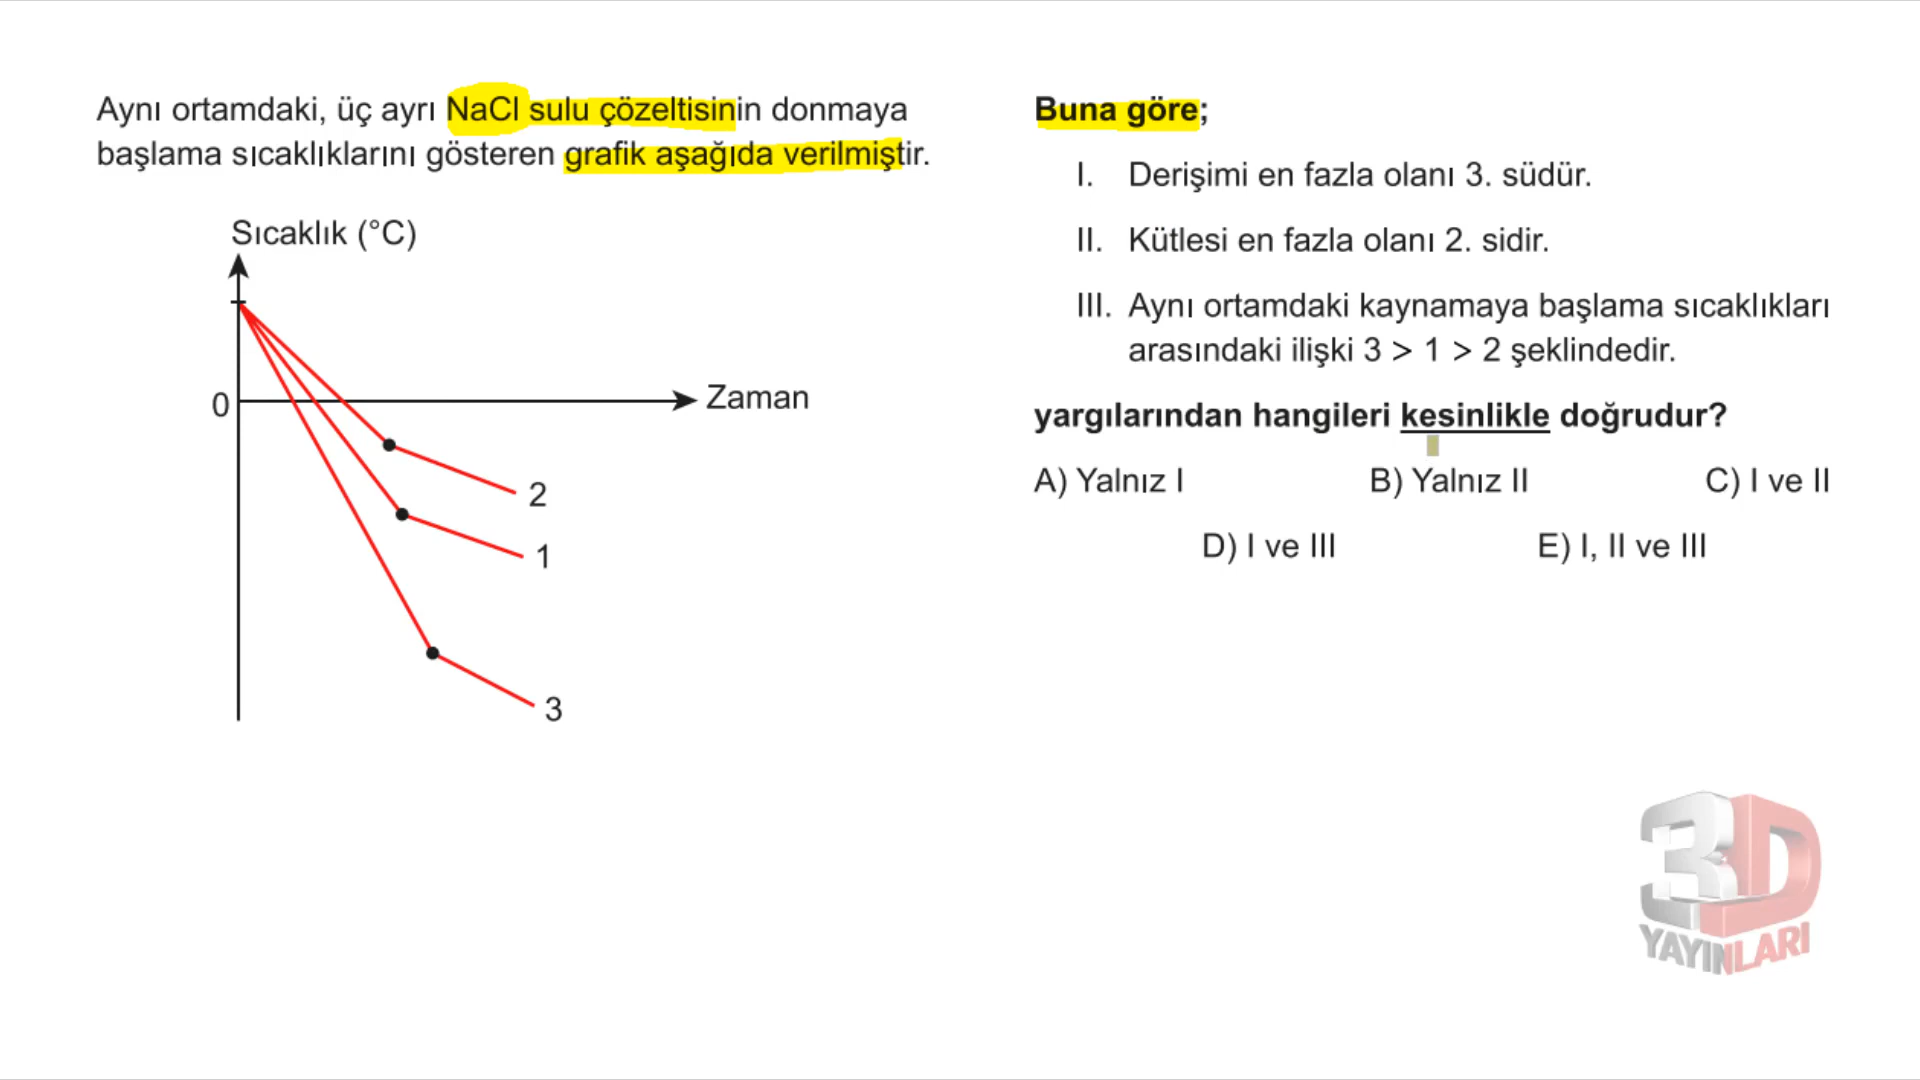 Aynı ortamdaki, üç ayrı NaCl sulu çözeltisinin donmaya
başlama sıcaklıklarını gösteren grafik aşağıda verilmiştir.
Sıcaklık (°C)
0
Zaman
2
1
3
Buna göre;
I. Derişimi en fazla olanı 3. südür.
II. Kütlesi en fazla olanı 2. sidir.
III. Aynı ortamdaki kaynamaya başlama sıcaklıkları
arasındaki ilişki 3 > 1 > 2 şeklindedir.
yargılarından hangileri kesinlikle doğrudur?
A) Yalnız I B) Yalnız II C) I ve II
D) I ve III E) I, II ve III
3D
YAYINLARI